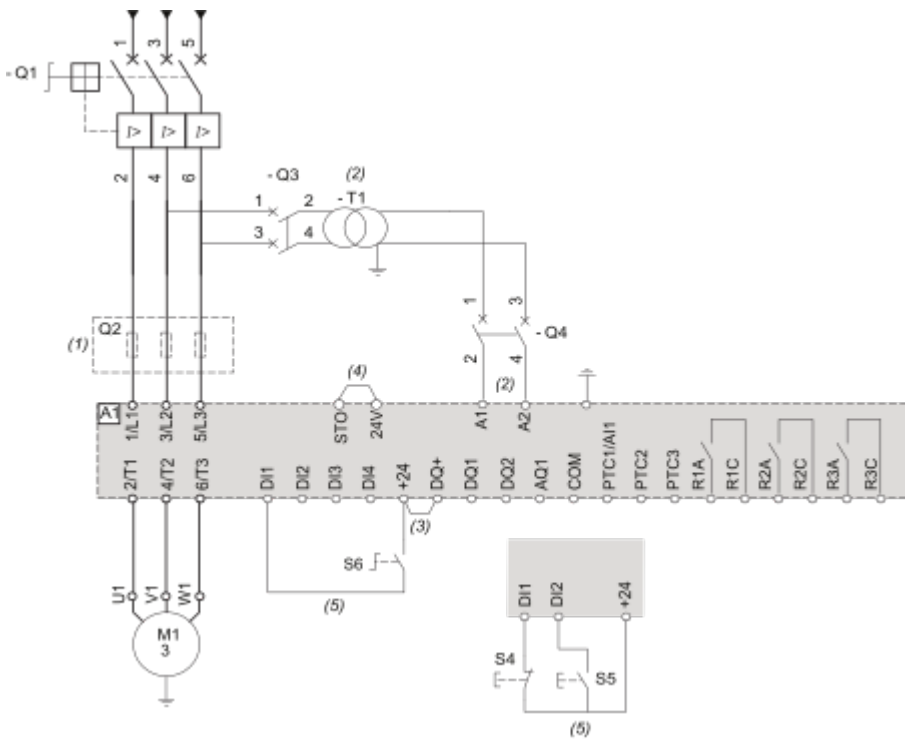 1 3 5
- Q1
I> I> I>
2 4 6
- Q3 (2)
1 2 - T1
3 4
1 3
- Q4
2 4
(1) Q2
(4) (2)
A1 1/L1 3/L2 5/L3 STO 24V A1 A2
2/T1 4/T2 6/T3 DI1 DI2 DI3 DI4 +24 DQ+ DQ1 DQ2 AQ1 COM PTC1/AI1 PTC2 PTC3 R1A R1C R2A R2C R3A R3C
(3)
S6
(5)
U1 V1 W1
M1
3
DI1 DI2 +24
S4 S5
(5)